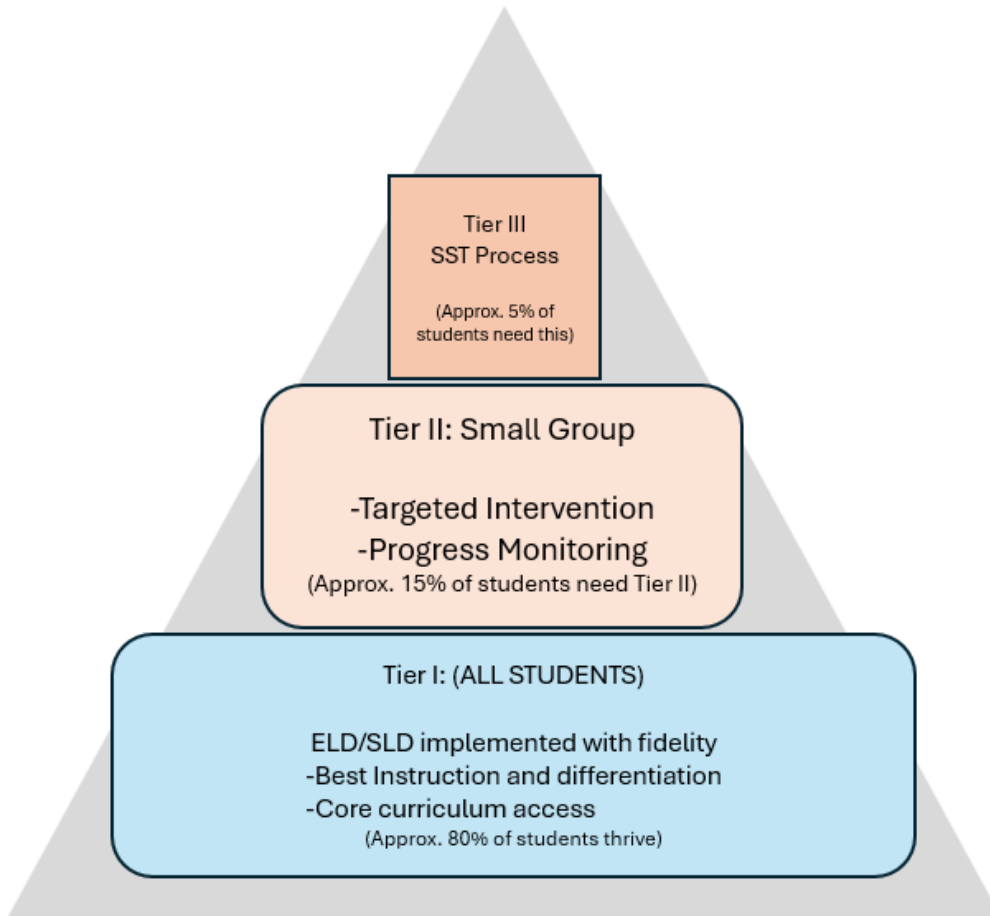 Tier III
SST Process
(Approx. 5% of
students need this)
Tier II: Small Group
-Targeted Intervention
-Progress Monitoring
(Approx. 15% of students need Tier II)
Tier I: (ALL STUDENTS)
ELD/SLD implemented with fidelity
-Best Instruction and differentiation
-Core curriculum access
(Approx. 80% of students thrive)